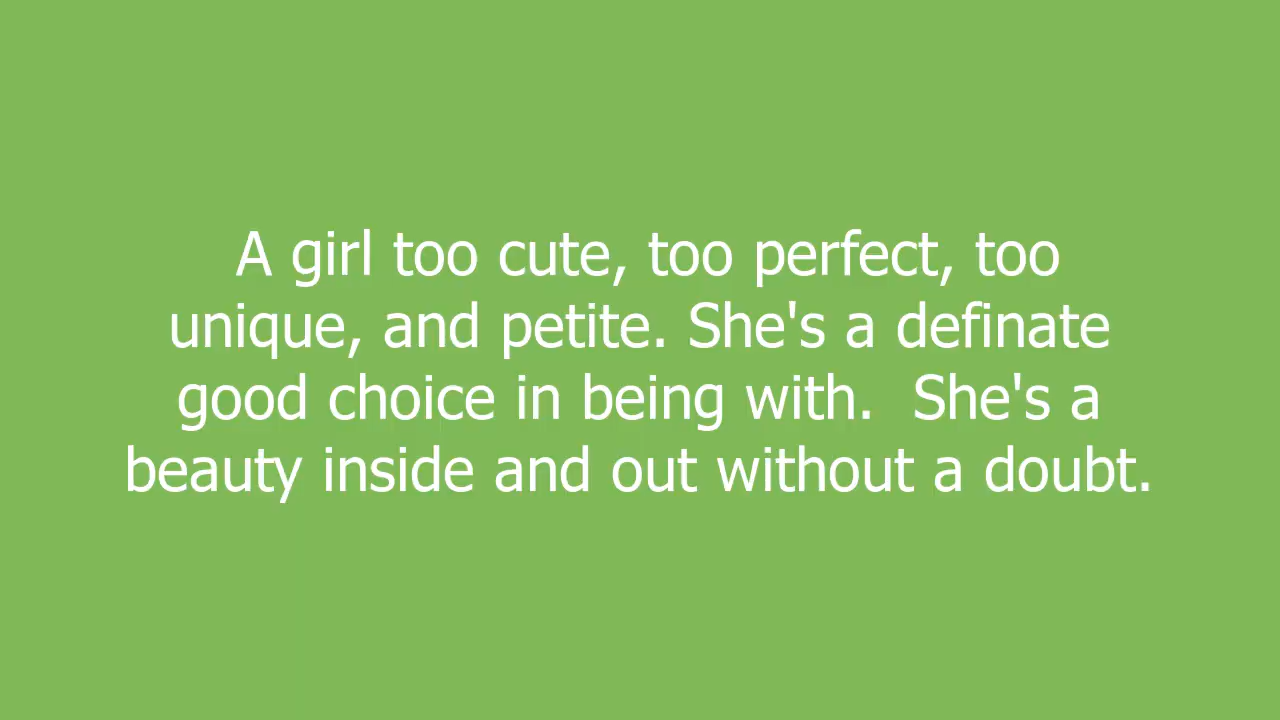 A girl too cute, too perfect, too
unique, and petite. She's a definate
good choice in being with.  She's a
beauty inside and out without a doubt.